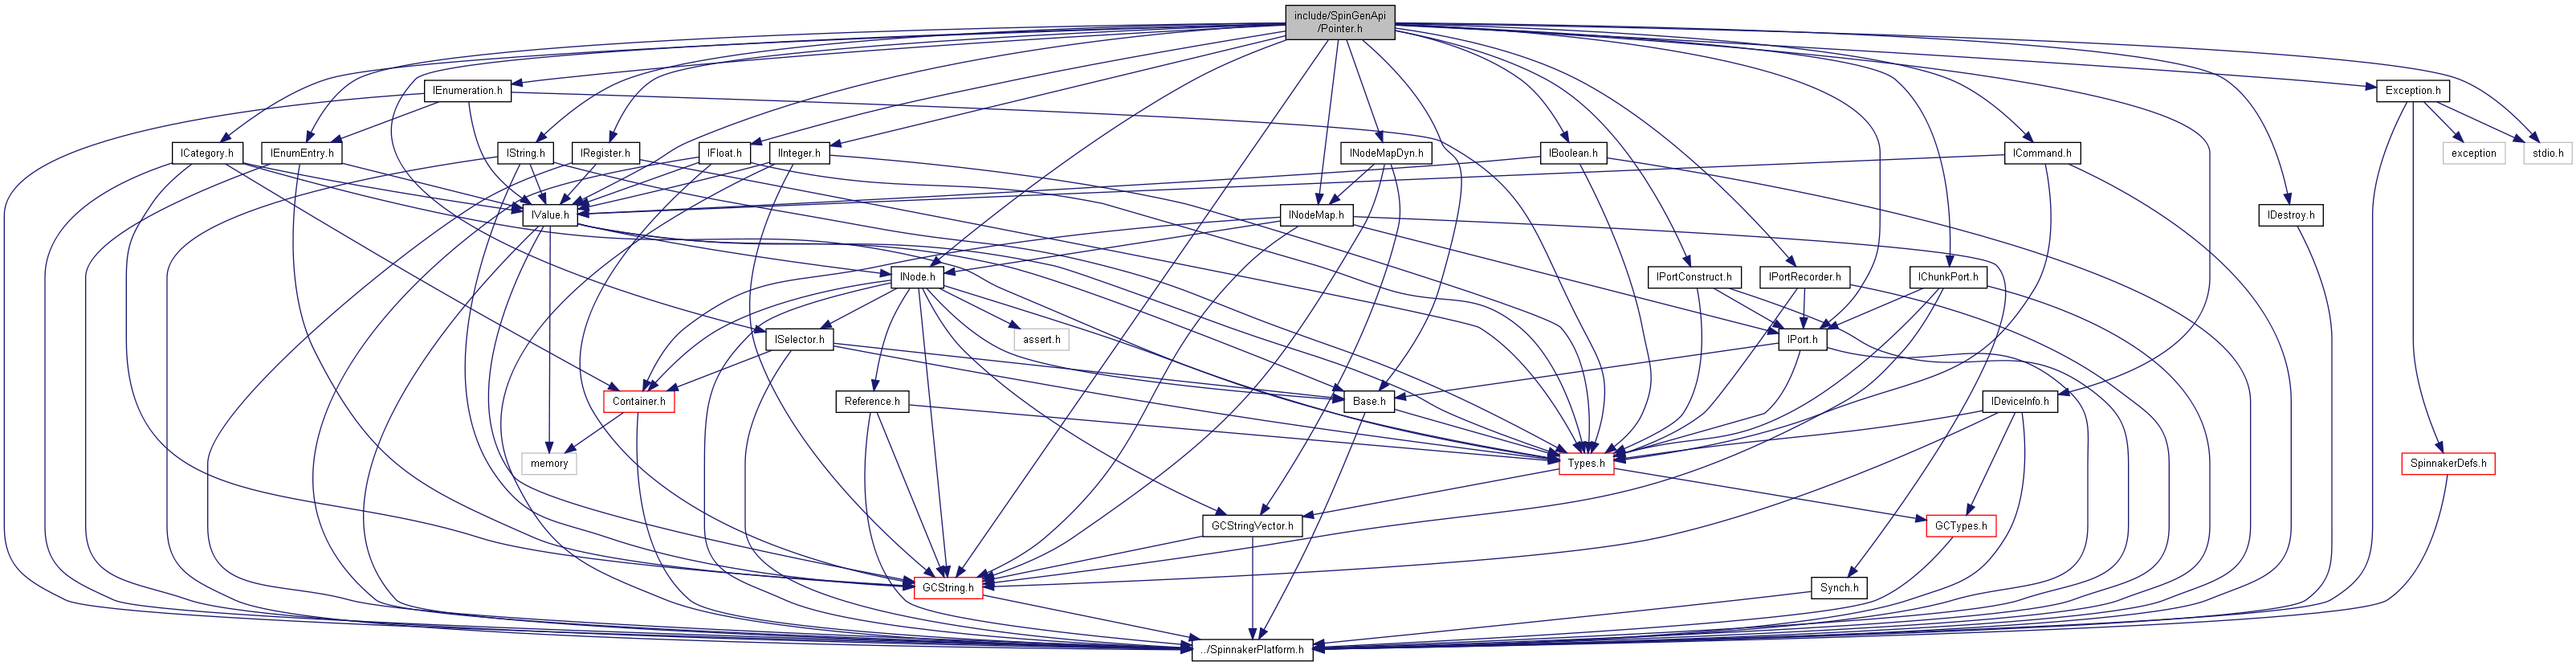 include/SpinGenApi
/Pointer.h
IEnumeration.h
Exception.h
ICategory.h
IEnumEntry.h
IString.h
IRegister.h
IFloat.h
IInteger.h
INodeMapDyn.h
IBoolean.h
ICommand.h
exception
stdio.h
IValue.h
INodeMap.h
IDestroy.h
INode.h
IPortConstruct.h
IPortRecorder.h
IChunkPort.h
ISelector.h
assert.h
IPort.h
Container.h
Reference.h
Base.h
IDeviceInfo.h
memory
Types.h
SpinnakerDefs.h
GCStringVector.h
GCTypes.h
GCString.h
Synch.h
../SpinnakerPlatform.h